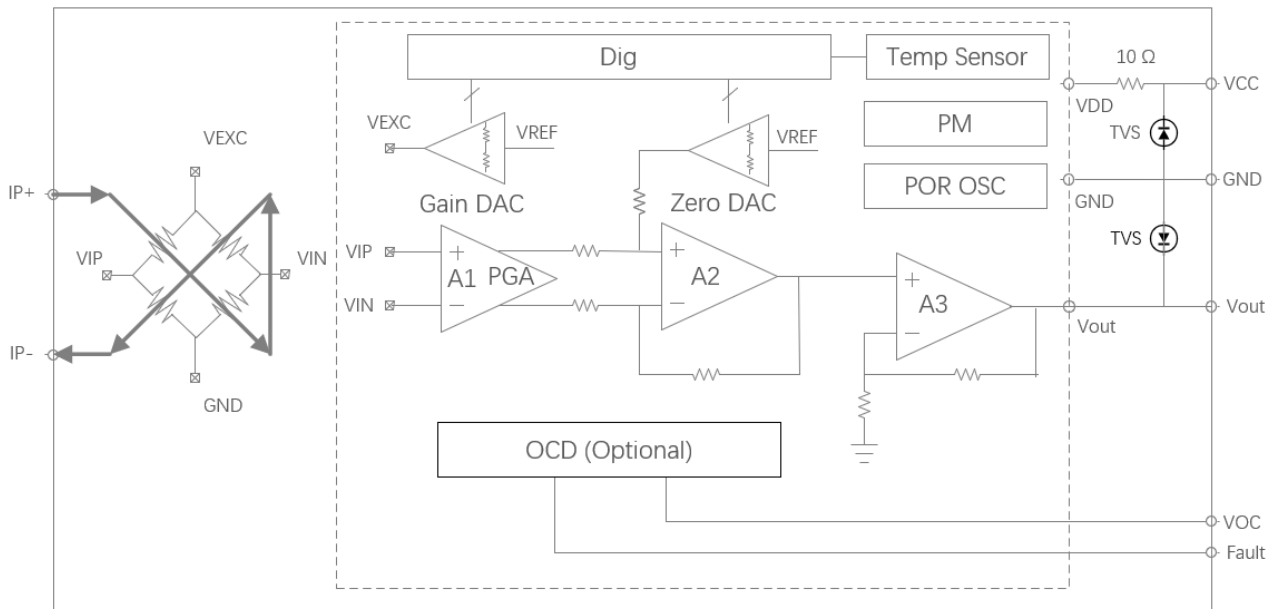 Dig
Temp Sensor
10 Ω
VCC
VDD
VEXC
VREF
VREF
PM
TVS
VEXC
IP+
Gain DAC
Zero DAC
POR OSC
GND
GND
VIP
VIN
VIP
+
A1 PGA
−
VIN
+
A2
−
+
A3
−
TVS
Vout
Vout
IP-
GND
OCD (Optional)
VOC
Fault